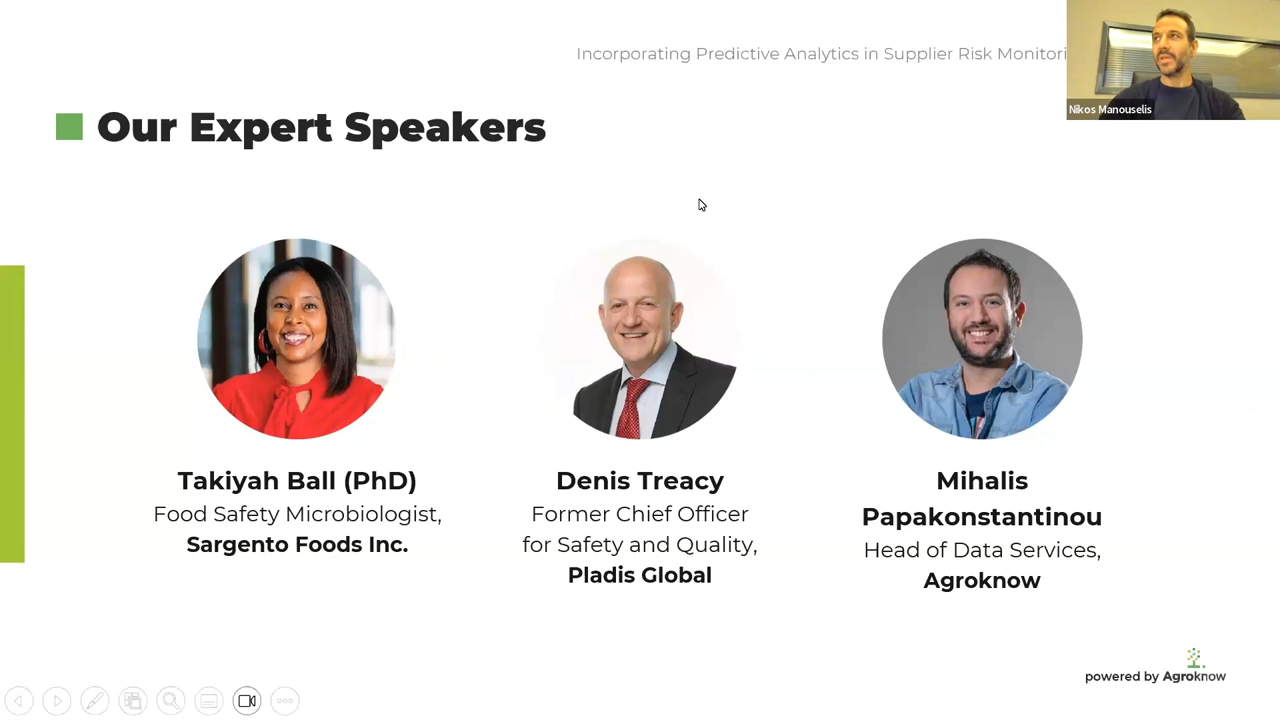 Incorporating Predictive Analytics in Supplier Risk Monitori
Nikos Manouselis
Our Expert Speakers
Takiyah Ball (PhD)
Food Safety Microbiologist,
Sargento Foods Inc.
Denis Treacy
Former Chief Officer
for Safety and Quality,
Pladis Global
Mihalis
Papakonstantinou
Head of Data Services,
Agroknow
powered by Agroknow